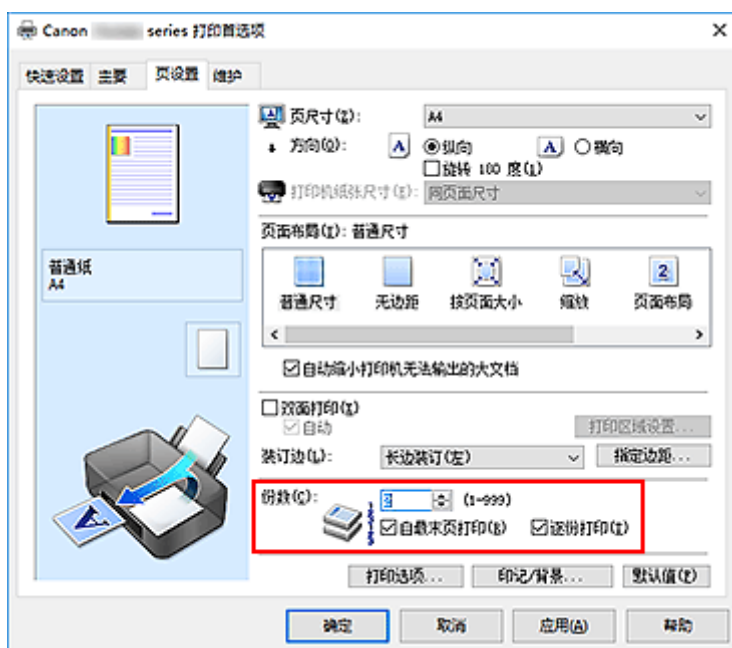 Canon series 打印首选项
快速设置 主要 页设置 维护
普通纸
A4
页尺寸(Z): A4
方向(O): A 纵向 A 横向
旋转 180 度(1)
打印机纸张尺寸(E): 同页面尺寸
页面布局(I): 普通尺寸
普通尺寸 无边距 按页面大小 缩放 页面布局
自动缩小打印机无法输出的大文档
双面打印(X)
自动 打印区域设置...
装订边(L): 长边装订(左) 指定边距...
份数(C): (1-999)
自最末页打印(B) 逐份打印(T)
打印选项... 印记/背景... 默认值(P)
确定 取消 应用(A) 帮助